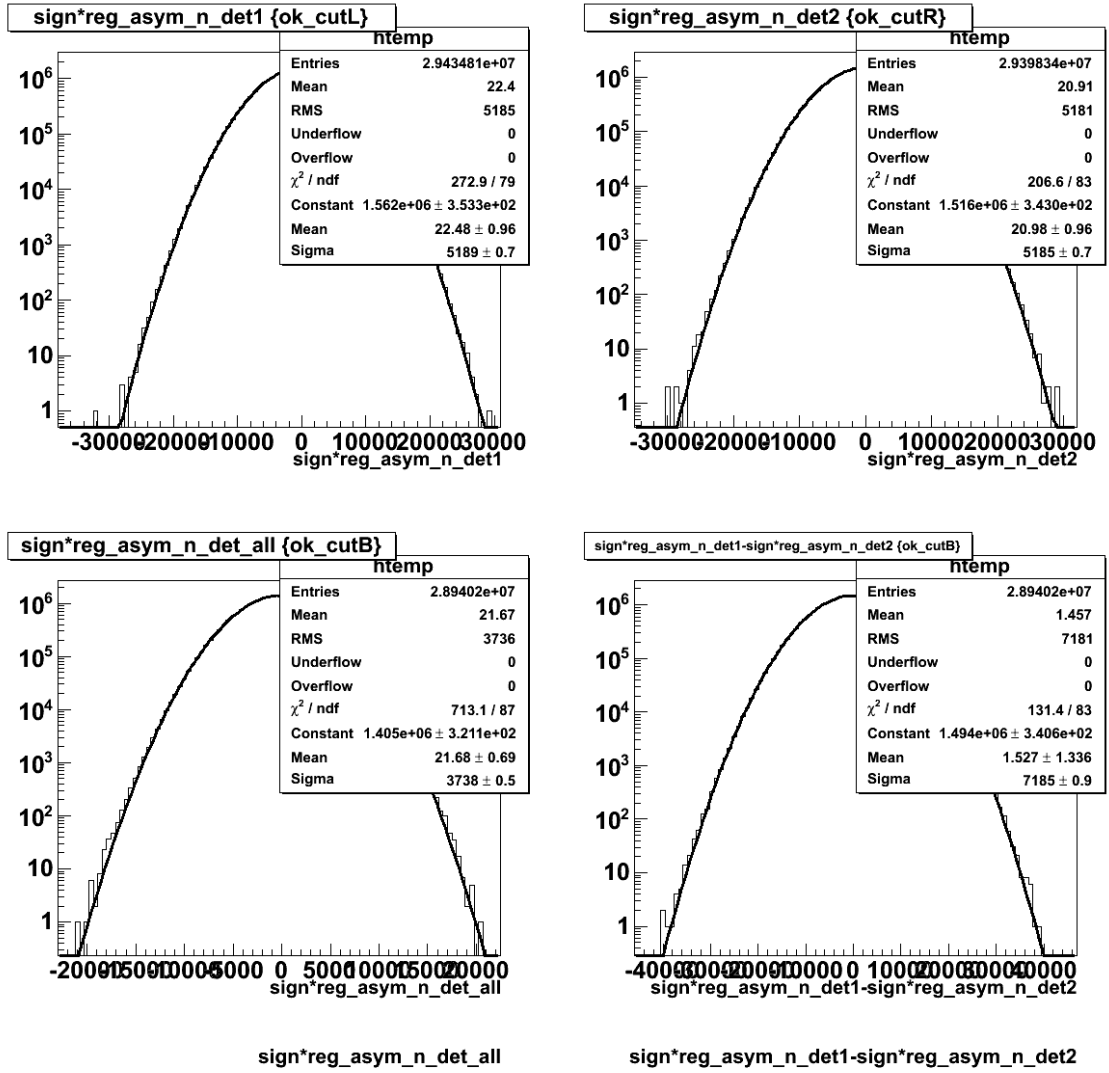 sign*reg_asym_n_det1 {ok_cutL}
htemp
Entries 2.943481e+07
Mean 22.4
RMS 5185
Underflow 0
Overflow 0
χ² / ndf 272.9 / 79
Constant 1.562e+06 ± 3.533e+02
Mean 22.48 ± 0.96
Sigma 5189 ± 0.7
10⁶
10⁵
10⁴
10³
10²
10
1
-30000 -20000 -10000 0 10000 20000 30000
sign*reg_asym_n_det1
sign*reg_asym_n_det2 {ok_cutR}
htemp
Entries 2.939834e+07
Mean 20.91
RMS 5181
Underflow 0
Overflow 0
χ² / ndf 206.6 / 83
Constant 1.516e+06 ± 3.430e+02
Mean 20.98 ± 0.96
Sigma 5185 ± 0.7
10⁶
10⁵
10⁴
10³
10²
10
1
-30000 -20000 -10000 0 10000 20000 30000
sign*reg_asym_n_det2
sign*reg_asym_n_det_all {ok_cutB}
htemp
Entries 2.89402e+07
Mean 21.67
RMS 3736
Underflow 0
Overflow 0
χ² / ndf 713.1 / 87
Constant 1.405e+06 ± 3.211e+02
Mean 21.68 ± 0.69
Sigma 3738 ± 0.5
10⁶
10⁵
10⁴
10³
10²
10
1
-20000 -15000 -10000 -5000 0 5000 10000 15000 20000
sign*reg_asym_n_det_all
sign*reg_asym_n_det1-sign*reg_asym_n_det2 {ok_cutB}
htemp
Entries 2.89402e+07
Mean 1.457
RMS 7181
Underflow 0
Overflow 0
χ² / ndf 131.4 / 83
Constant 1.494e+06 ± 3.406e+02
Mean 1.527 ± 1.336
Sigma 7185 ± 0.9
10⁶
10⁵
10⁴
10³
10²
10
1
-40000 -30000 -20000 -10000 0 10000 20000 30000 40000
sign*reg_asym_n_det1-sign*reg_asym_n_det2
sign*reg_asym_n_det_all
sign*reg_asym_n_det1-sign*reg_asym_n_det2